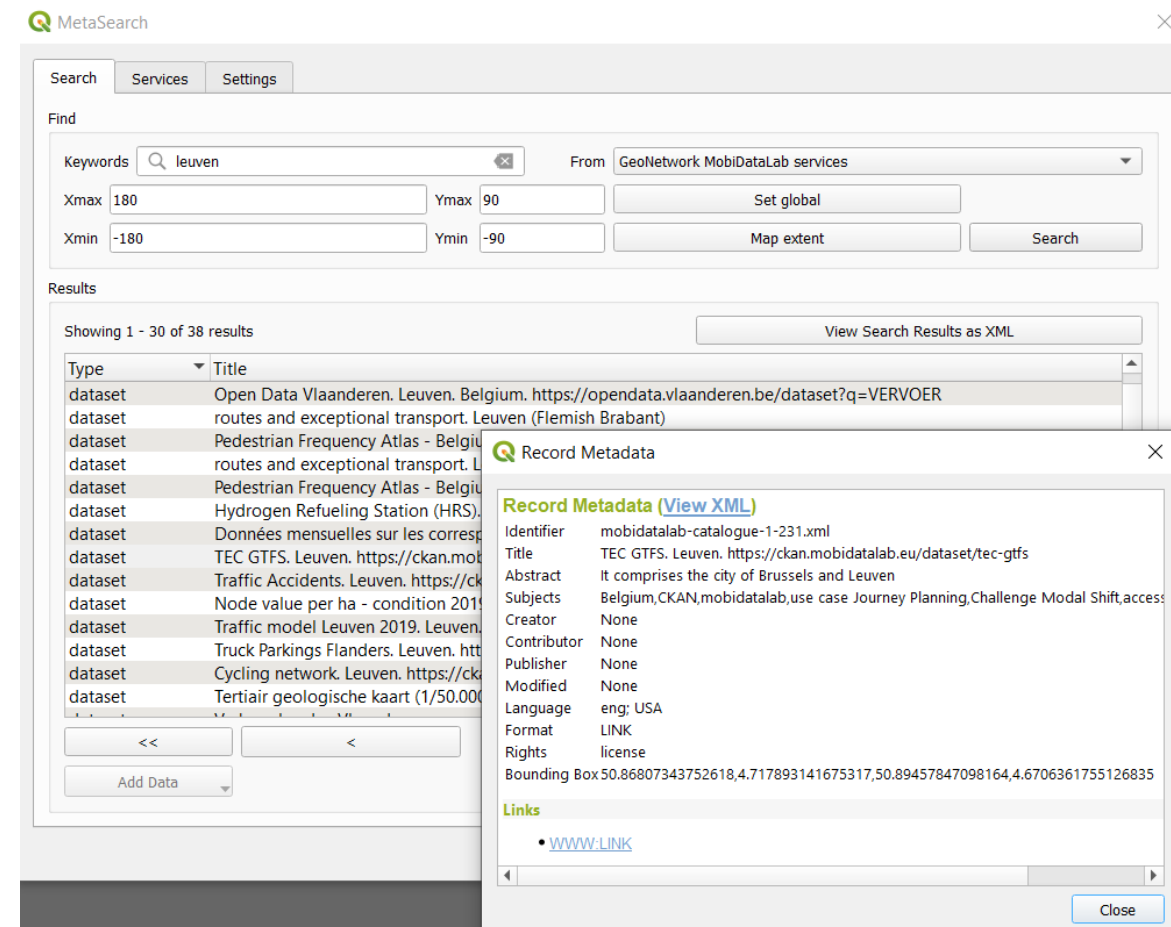 MetaSearch
Search Services Settings
Find
Keywords leuven From GeoNetwork MobiDataLab services
Xmax 180 Ymax 90 Set global
Xmin -180 Ymin -90 Map extent Search
Results
Showing 1 - 30 of 38 results View Search Results as XML
Type Title
dataset Open Data Vlaanderen. Leuven. Belgium. https://opendata.vlaanderen.be/dataset?q=VERVOER
dataset routes and exceptional transport. Leuven (Flemish Brabant)
dataset Pedestrian Frequency Atlas - Belgiu
dataset routes and exceptional transport. L
dataset Pedestrian Frequency Atlas - Belgiu
dataset Hydrogen Refueling Station (HRS).
dataset Données mensuelles sur les corresp
dataset TEC GTFS. Leuven. https://ckan.mob
dataset Traffic Accidents. Leuven. https://ck
dataset Node value per ha - condition 2019
dataset Traffic model Leuven 2019. Leuven.
dataset Truck Parkings Flanders. Leuven. htt
dataset Cycling network. Leuven. https://cka
dataset Tertiair geologische kaart (1/50.000
<< <
Add Data
Record Metadata
Record Metadata (View XML)
Identifier mobidatalab-catalogue-1-231.xml
Title TEC GTFS. Leuven. https://ckan.mobidatalab.eu/dataset/tec-gtfs
Abstract It comprises the city of Brussels and Leuven
Subjects Belgium,CKAN,mobidatalab,use case Journey Planning,Challenge Modal Shift,access
Creator None
Contributor None
Publisher None
Modified None
Language eng; USA
Format LINK
Rights license
Bounding Box 50.86807343752618,4.717893141675317,50.89457847098164,4.6706361755126835
Links
• WWW:LINK
Close